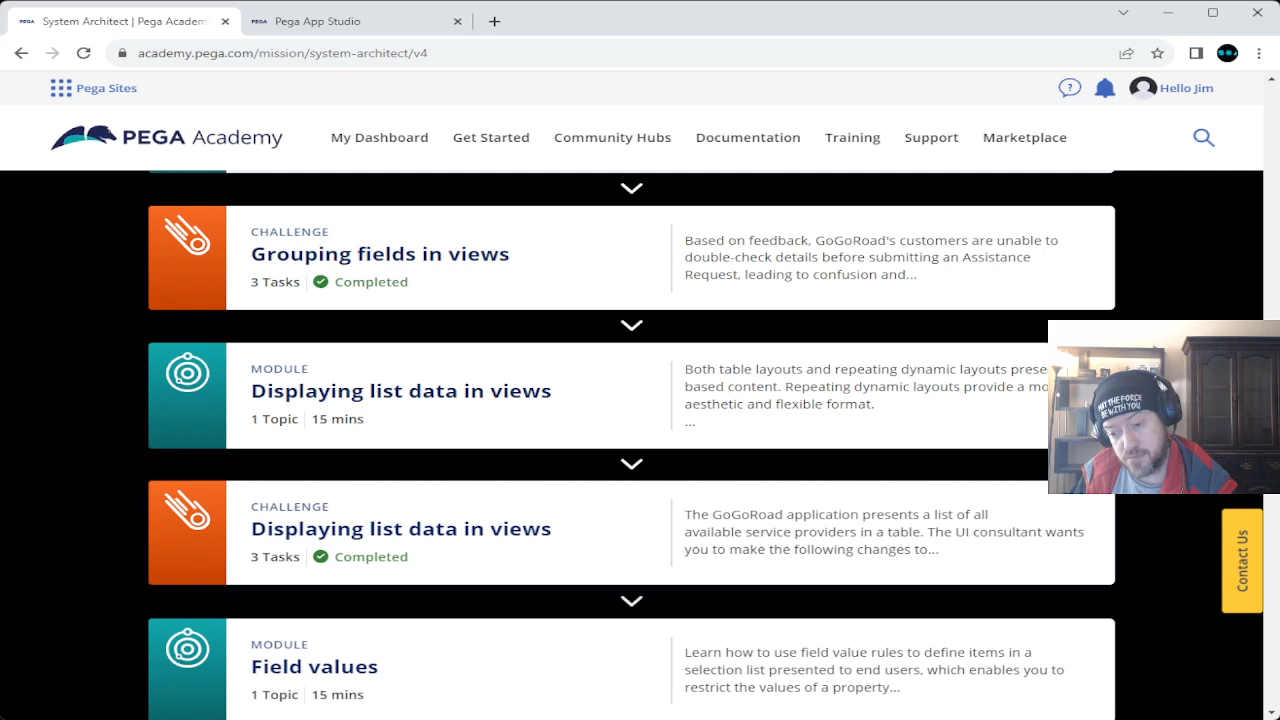 System Architect | Pega Academ
Pega App Studio
academy.pega.com/mission/system-architect/v4
Pega Sites
Hello Jim
PEGA Academy
My Dashboard
Get Started
Community Hubs
Documentation
Training
Support
Marketplace
CHALLENGE
Grouping fields in views
3 Tasks
Completed
Based on feedback, GoGoRoad's customers are unable to
double-check details before submitting an Assistance
Request, leading to confusion and...
MODULE
Displaying list data in views
1 Topic
15 mins
Both table layouts and repeating dynamic layouts prese
based content. Repeating dynamic layouts provide a mo
aesthetic and flexible format.
...
CHALLENGE
Displaying list data in views
3 Tasks
Completed
The GoGoRoad application presents a list of all
available service providers in a table. The UI consultant wants
you to make the following changes to...
MODULE
Field values
1 Topic
15 mins
Learn how to use field value rules to define items in a
selection list presented to end users, which enables you to
restrict the values of a property...
Contact Us
MAY THE FORCE
BE WITH YOU